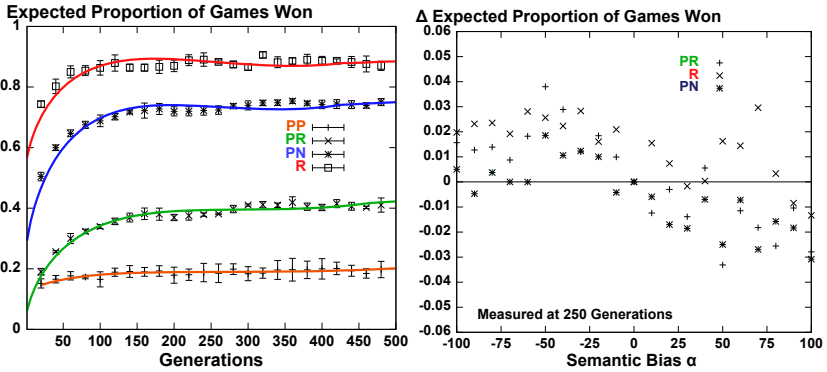 Expected Proportion of Games Won
1
0.8
0.6
0.4
0.2
0
PP
PR
PN
R
50 100 150 200 250 300 350 400 450 500
Generations
Δ Expected Proportion of Games Won
0.06
0.05
0.04
0.03
0.02
0.01
0
-0.01
-0.02
-0.03
-0.04
-0.05
-0.06
PR
R
PN
Measured at 250 Generations
-100 -75 -50 -25 0 25 50 75 100
Semantic Bias α